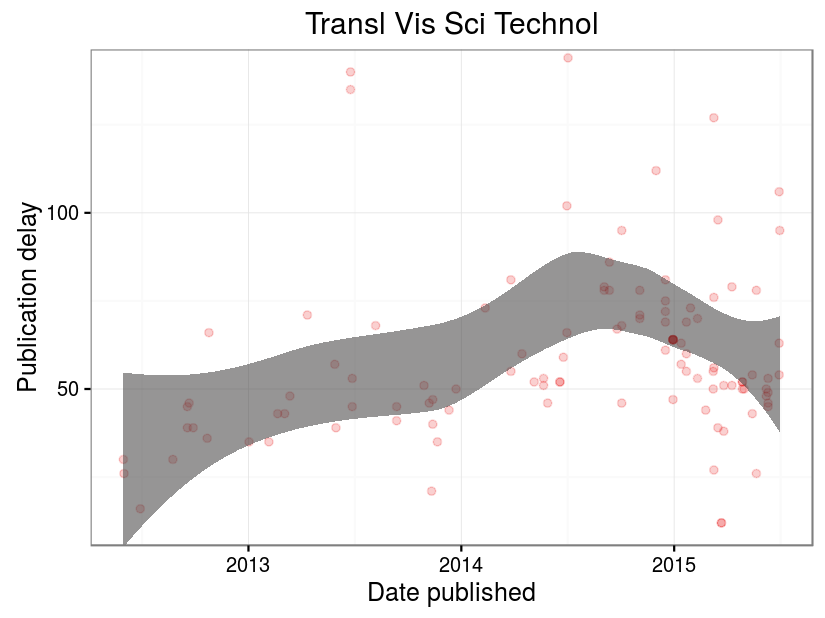 Transl Vis Sci Technol
Publication delay
100
50
2013 2014 2015
Date published